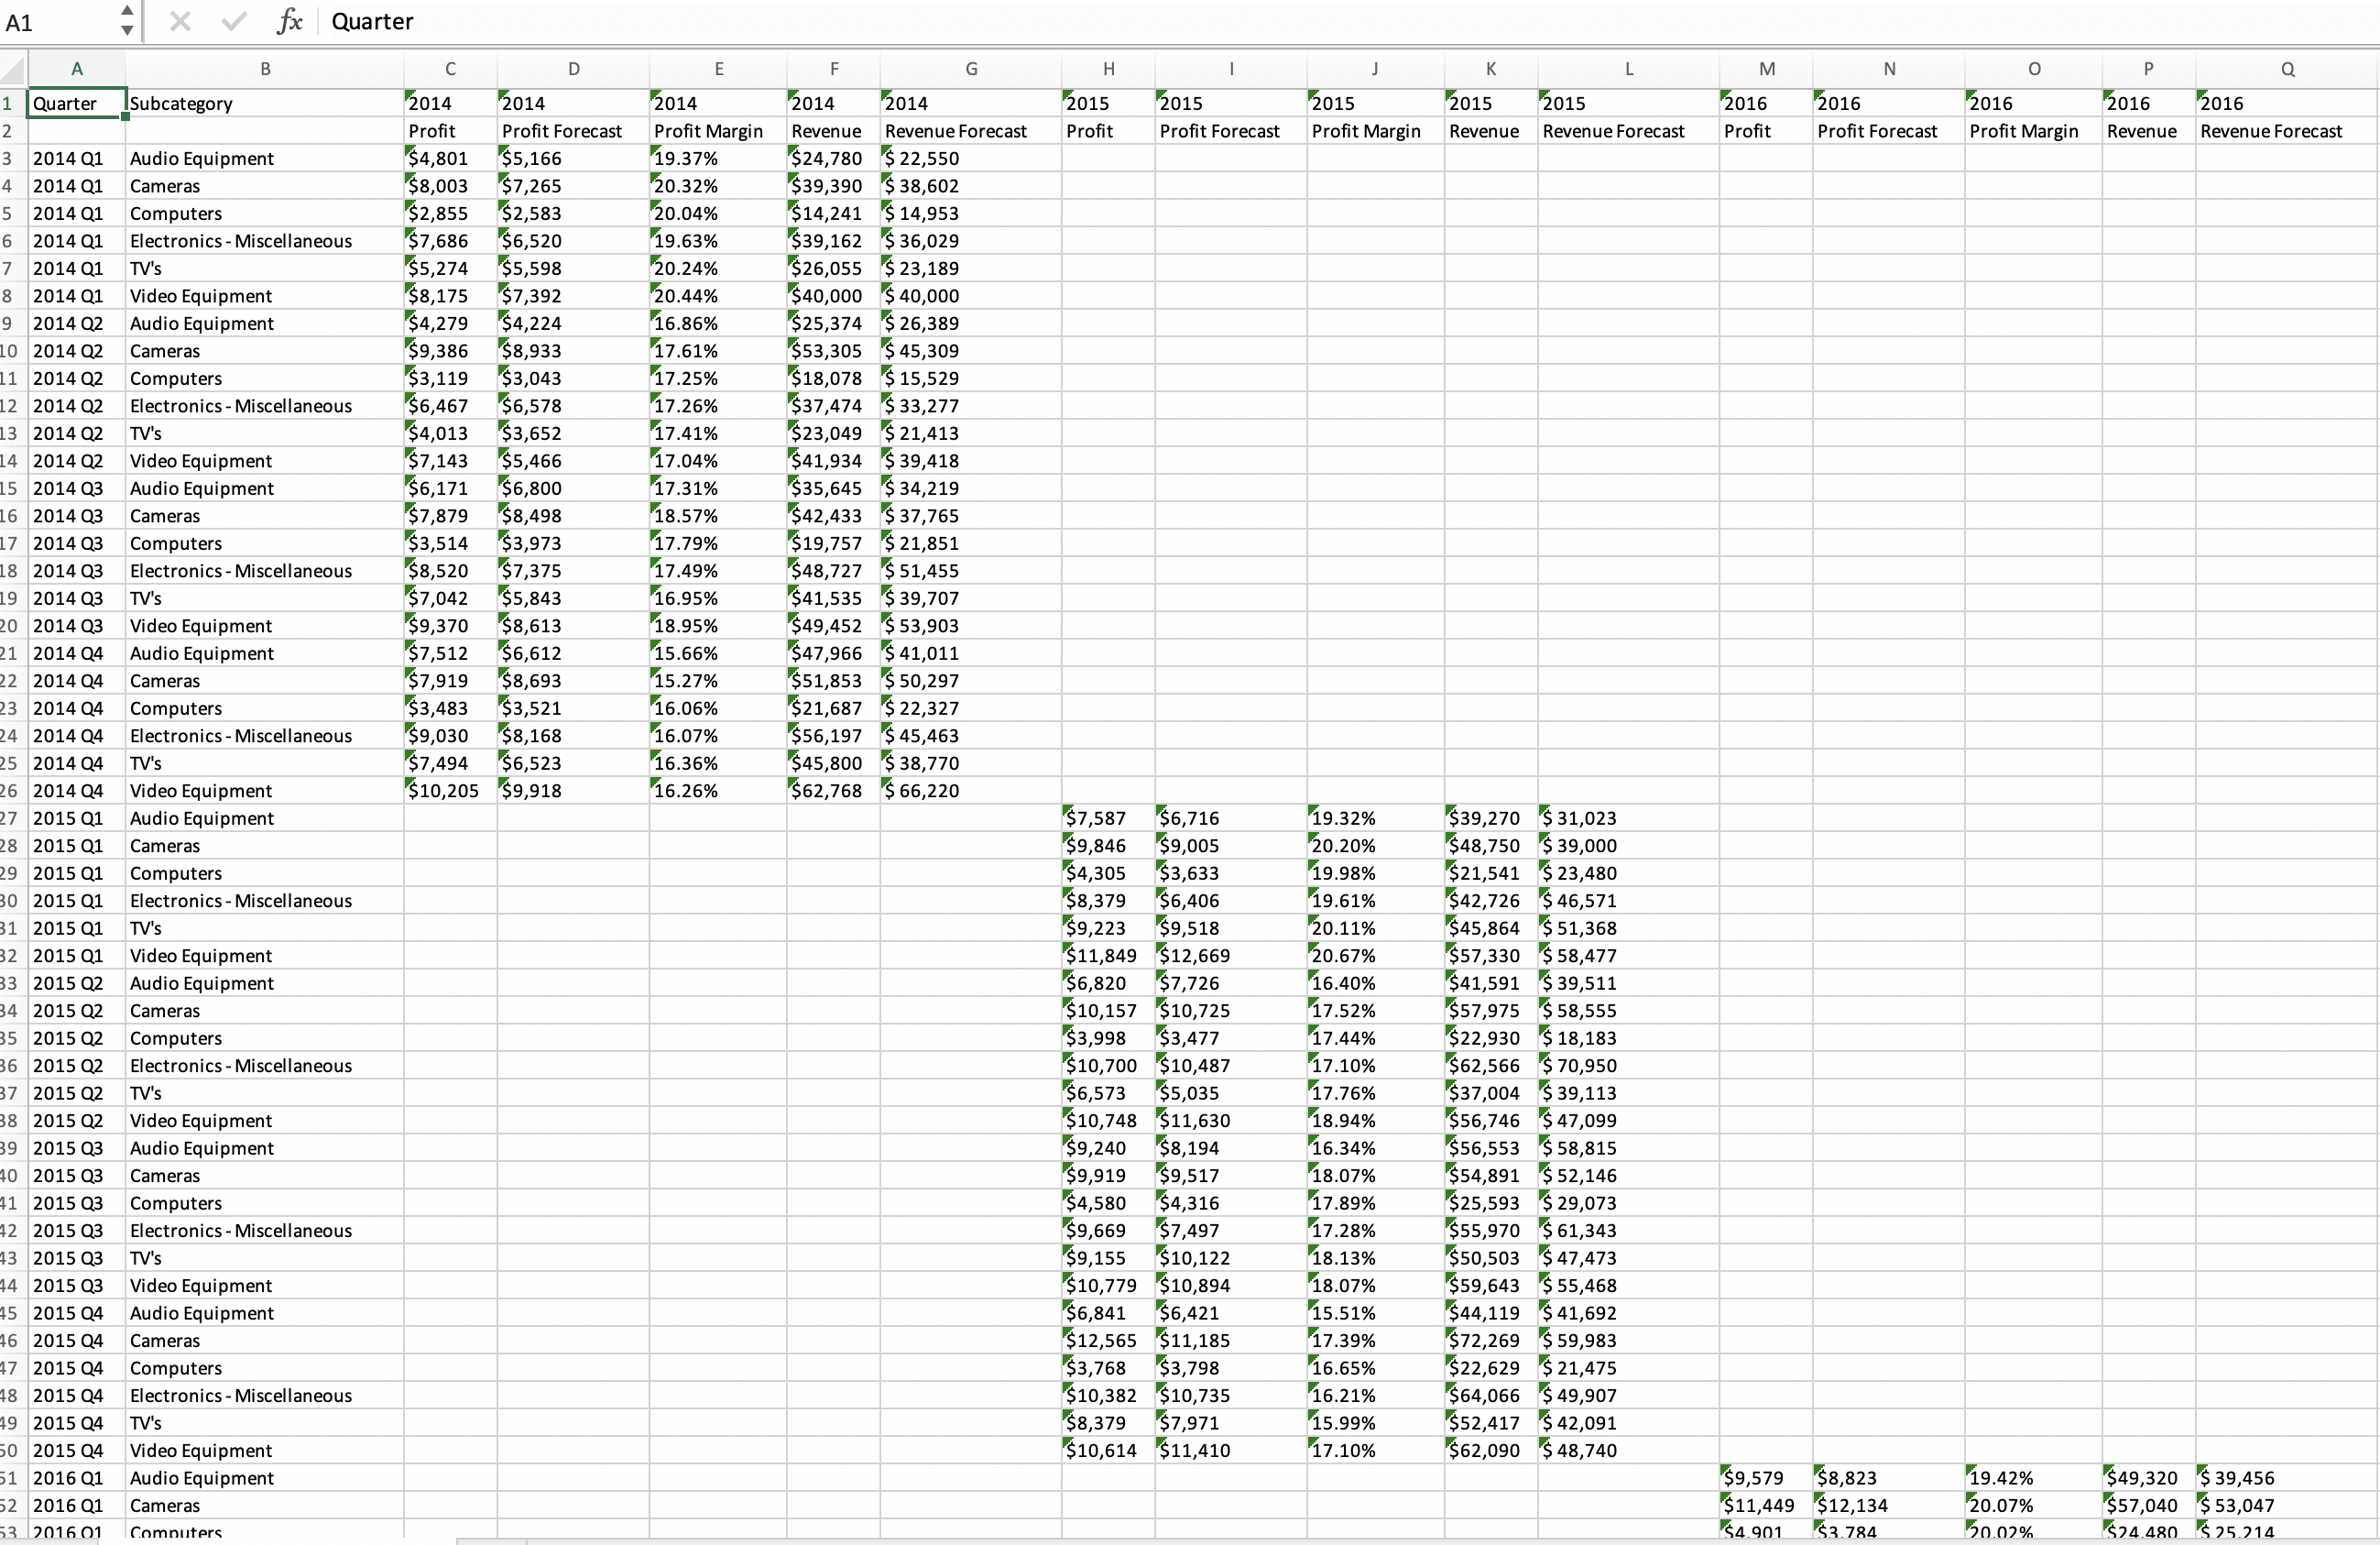 A1 fx Quarter
A B C D E F G H I J K L M N O P Q
1 Quarter Subcategory 2014 2014 2014 2014 2014 2015 2015 2015 2015 2015 2016 2016 2016 2016 2016
2 Profit Profit Forecast Profit Margin Revenue Revenue Forecast Profit Profit Forecast Profit Margin Revenue Revenue Forecast Profit Profit Forecast Profit Margin Revenue Revenue Forecast
3 2014 Q1 Audio Equipment $4,801 $5,166 19.37% $24,780 $ 22,550
4 2014 Q1 Cameras $8,003 $7,265 20.32% $39,390 $ 38,602
5 2014 Q1 Computers $2,855 $2,583 20.04% $14,241 $ 14,953
6 2014 Q1 Electronics - Miscellaneous $7,686 $6,520 19.63% $39,162 $ 36,029
7 2014 Q1 TV's $5,274 $5,598 20.24% $26,055 $ 23,189
8 2014 Q1 Video Equipment $8,175 $7,392 20.44% $40,000 $ 40,000
9 2014 Q2 Audio Equipment $4,279 $4,224 16.86% $25,374 $ 26,389
10 2014 Q2 Cameras $9,386 $8,933 17.61% $53,305 $ 45,309
11 2014 Q2 Computers $3,119 $3,043 17.25% $18,078 $ 15,529
12 2014 Q2 Electronics - Miscellaneous $6,467 $6,578 17.26% $37,474 $ 33,277
13 2014 Q2 TV's $4,013 $3,652 17.41% $23,049 $ 21,413
14 2014 Q2 Video Equipment $7,143 $5,466 17.04% $41,934 $ 39,418
15 2014 Q3 Audio Equipment $6,171 $6,800 17.31% $35,645 $ 34,219
16 2014 Q3 Cameras $7,879 $8,498 18.57% $42,433 $ 37,765
17 2014 Q3 Computers $3,514 $3,973 17.79% $19,757 $ 21,851
18 2014 Q3 Electronics - Miscellaneous $8,520 $7,375 17.49% $48,727 $ 51,455
19 2014 Q3 TV's $7,042 $5,843 16.95% $41,535 $ 39,707
20 2014 Q3 Video Equipment $9,370 $8,613 18.95% $49,452 $ 53,903
21 2014 Q4 Audio Equipment $7,512 $6,612 15.66% $47,966 $ 41,011
22 2014 Q4 Cameras $7,919 $8,693 15.27% $51,853 $ 50,297
23 2014 Q4 Computers $3,483 $3,521 16.06% $21,687 $ 22,327
24 2014 Q4 Electronics - Miscellaneous $9,030 $8,168 16.07% $56,197 $ 45,463
25 2014 Q4 TV's $7,494 $6,523 16.36% $45,800 $ 38,770
26 2014 Q4 Video Equipment $10,205 $9,918 16.26% $62,768 $ 66,220
27 2015 Q1 Audio Equipment $7,587 $6,716 19.32% $39,270 $ 31,023
28 2015 Q1 Cameras $9,846 $9,005 20.20% $48,750 $ 39,000
29 2015 Q1 Computers $4,305 $3,633 19.98% $21,541 $ 23,480
30 2015 Q1 Electronics - Miscellaneous $8,379 $6,406 19.61% $42,726 $ 46,571
31 2015 Q1 TV's $9,223 $9,518 20.11% $45,864 $ 51,368
32 2015 Q1 Video Equipment $11,849 $12,669 20.67% $57,330 $ 58,477
33 2015 Q2 Audio Equipment $6,820 $7,726 16.40% $41,591 $ 39,511
34 2015 Q2 Cameras $10,157 $10,725 17.52% $57,975 $ 58,555
35 2015 Q2 Computers $3,998 $3,477 17.44% $22,930 $ 18,183
36 2015 Q2 Electronics - Miscellaneous $10,700 $10,487 17.10% $62,566 $ 70,950
37 2015 Q2 TV's $6,573 $5,035 17.76% $37,004 $ 39,113
38 2015 Q2 Video Equipment $10,748 $11,630 18.94% $56,746 $ 47,099
39 2015 Q3 Audio Equipment $9,240 $8,194 16.34% $56,553 $ 58,815
40 2015 Q3 Cameras $9,919 $9,517 18.07% $54,891 $ 52,146
41 2015 Q3 Computers $4,580 $4,316 17.89% $25,593 $ 29,073
42 2015 Q3 Electronics - Miscellaneous $9,669 $7,497 17.28% $55,970 $ 61,343
43 2015 Q3 TV's $9,155 $10,122 18.13% $50,503 $ 47,473
44 2015 Q3 Video Equipment $10,779 $10,894 18.07% $59,643 $ 55,468
45 2015 Q4 Audio Equipment $6,841 $6,421 15.51% $44,119 $ 41,692
46 2015 Q4 Cameras $12,565 $11,185 17.39% $72,269 $ 59,983
47 2015 Q4 Computers $3,768 $3,798 16.65% $22,629 $ 21,475
48 2015 Q4 Electronics - Miscellaneous $10,382 $10,735 16.21% $64,066 $ 49,907
49 2015 Q4 TV's $8,379 $7,971 15.99% $52,417 $ 42,091
50 2015 Q4 Video Equipment $10,614 $11,410 17.10% $62,090 $ 48,740
51 2016 Q1 Audio Equipment $9,579 $8,823 19.42% $49,320 $ 39,456
52 2016 Q1 Cameras $11,449 $12,134 20.07% $57,040 $ 53,047
53 2016 Q1 Computers $4,901 $3,784 20.02% $24,480 $ 25,214